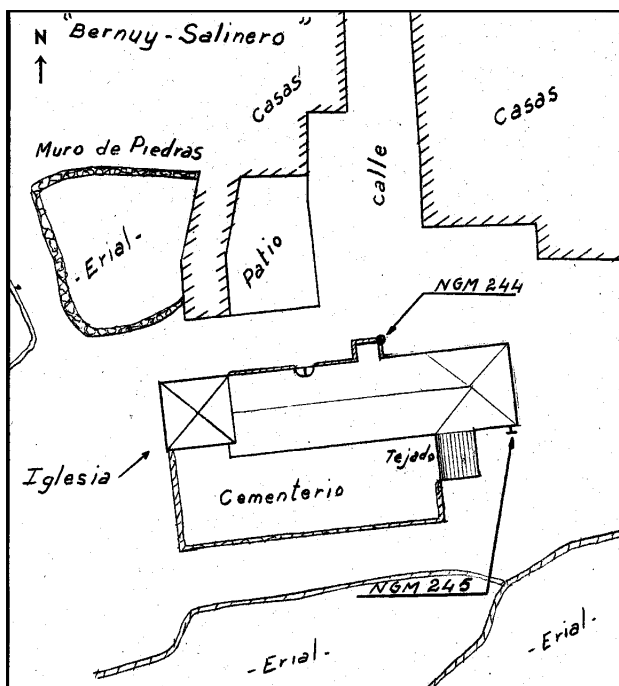 "Bernuy-Salinero"
N
Casas
Casas
Muro de Piedras
calle
-Erial-
Patio
NGM 244
Iglesia
Tejado
Cementerio
NGM 245
-Erial-
-Erial-